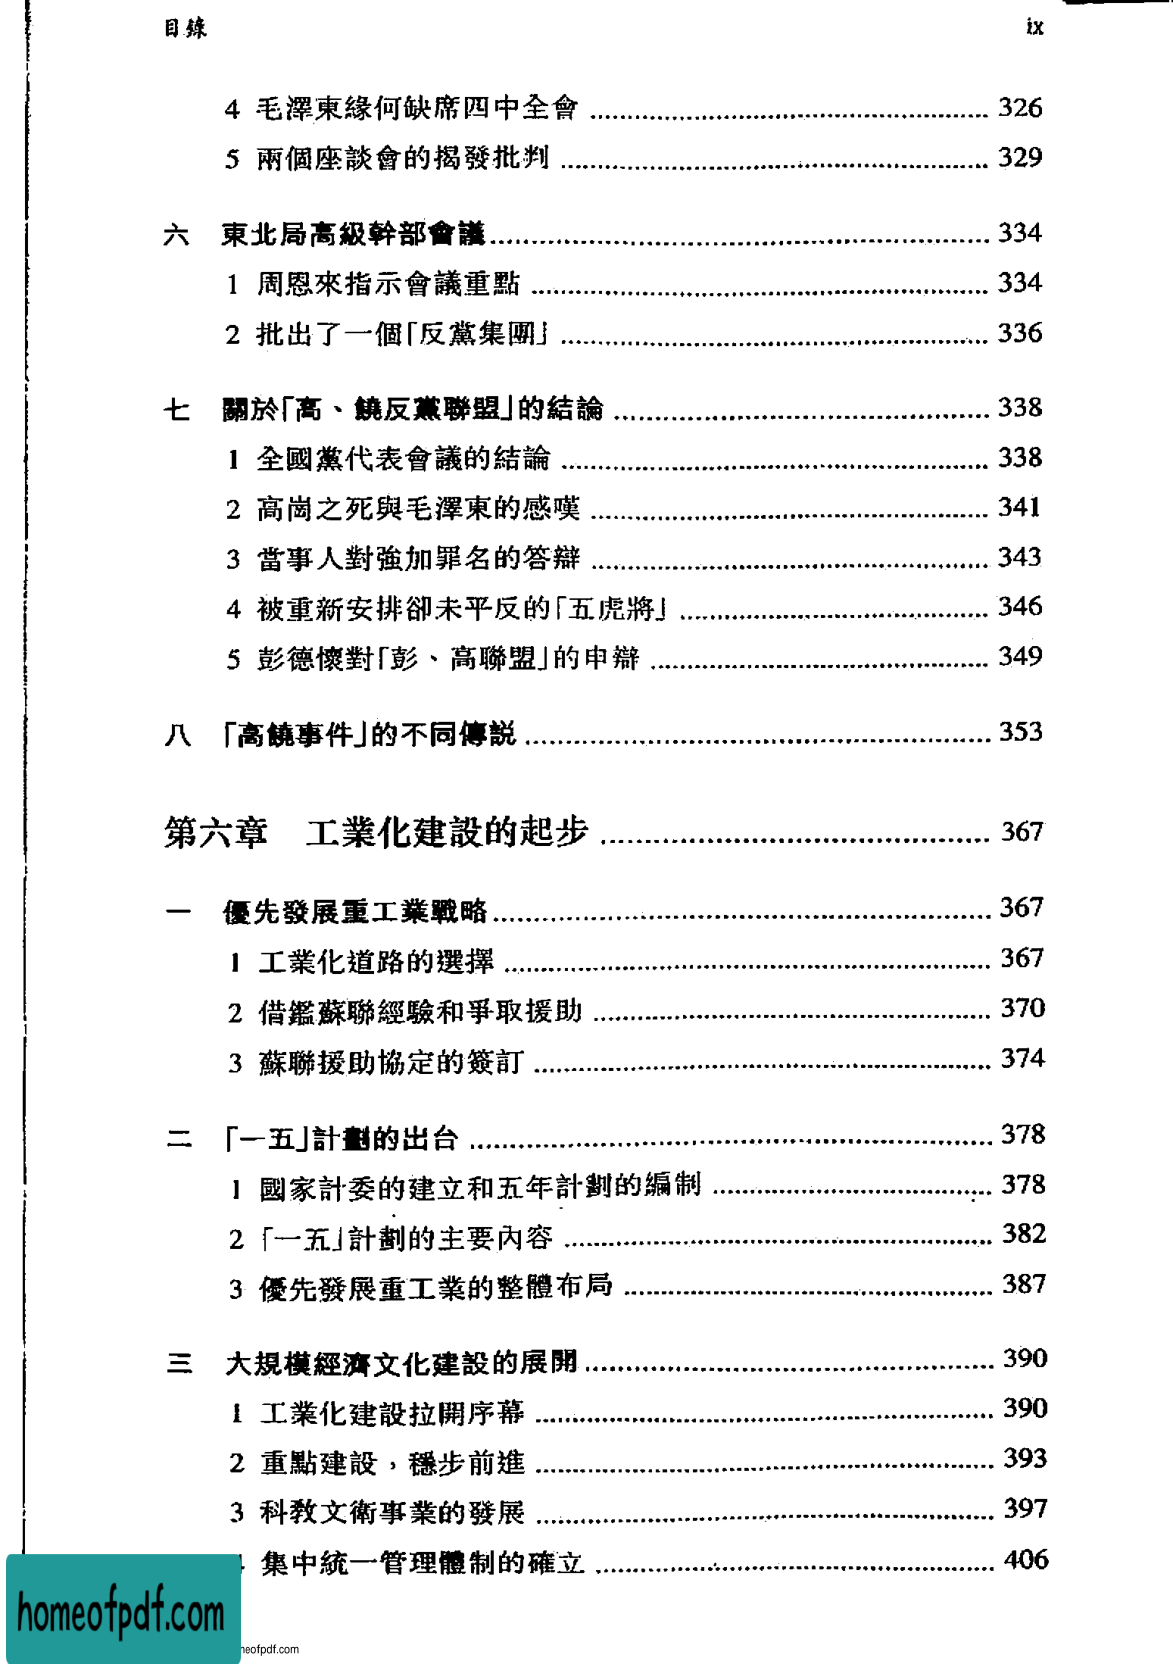 目錄 ix
4 毛澤東緣何缺席四中全會 326
5 兩個座談會的揭發批判 329
六 東北局高級幹部會議 334
1 周恩來指示會議重點 334
2 批出了一個「反黨集團」 336
七 關於「高、饒反黨聯盟」的結論 338
1 全國黨代表會議的結論 338
2 高崗之死與毛澤東的感嘆 341
3 當事人對強加罪名的答辯 343
4 被重新安排卻未平反的「五虎將」 346
5 彭德懷對「彭、高聯盟」的申辯 349
八 「高饒事件」的不同傳説 353
第六章 工業化建設的起步 367
一 優先發展重工業戰略 367
1 工業化道路的選擇 367
2 借鑑蘇聯經驗和爭取援助 370
3 蘇聯援助協定的簽訂 374
二 「一五」計劃的出台 378
1 國家計委的建立和五年計劃的編制 378
2 「一五」計劃的主要內容 382
3 優先發展重工業的整體布局 387
三 大規模經濟文化建設的展開 390
1 工業化建設拉開序幕 390
2 重點建設，穩步前進 393
3 科教文衛事業的發展 397
集中統一管理體制的確立 406
homeofpdf.com
neofpdf.com